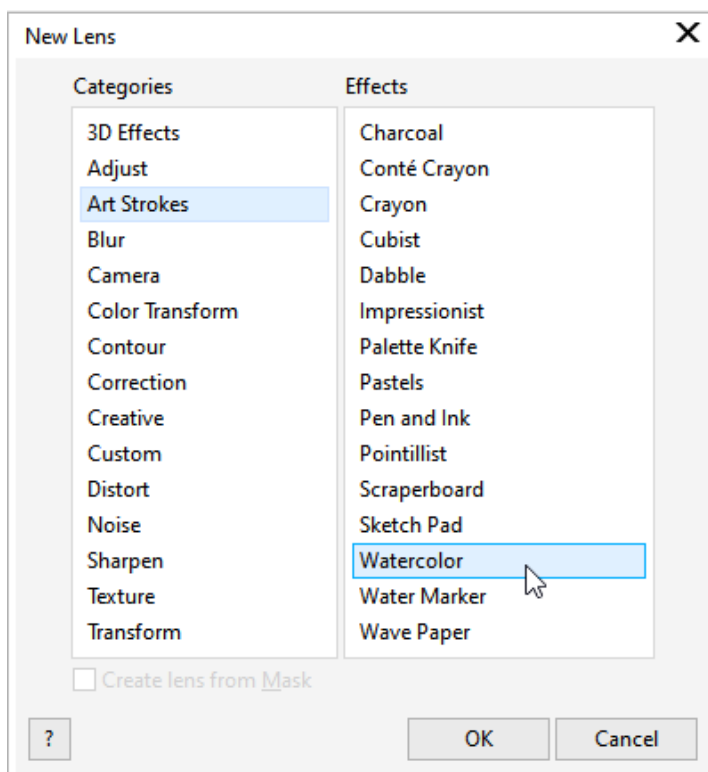 New Lens
Categories
Effects
3D Effects
Adjust
Art Strokes
Blur
Camera
Color Transform
Contour
Correction
Creative
Custom
Distort
Noise
Sharpen
Texture
Transform
Charcoal
Conté Crayon
Crayon
Cubist
Dabble
Impressionist
Palette Knife
Pastels
Pen and Ink
Pointillist
Scraperboard
Sketch Pad
Watercolor
Water Marker
Wave Paper
Create lens from Mask
?
OK
Cancel